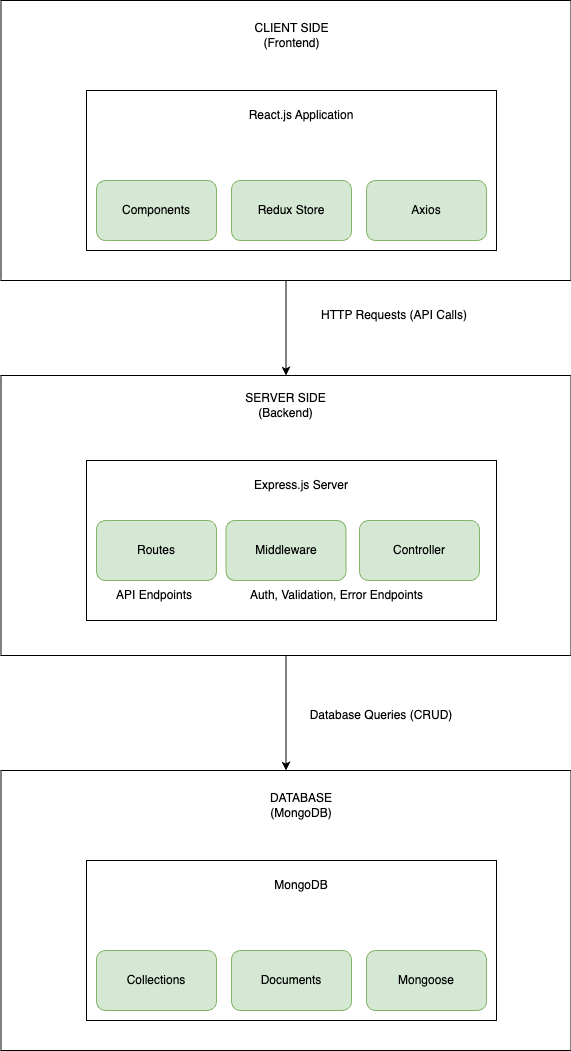 CLIENT SIDE
(Frontend)
React.js Application
Components
Redux Store
Axios
HTTP Requests (API Calls)
SERVER SIDE
(Backend)
Express.js Server
Routes
Middleware
Controller
API Endpoints
Auth, Validation, Error Endpoints
Database Queries (CRUD)
DATABASE
(MongoDB)
MongoDB
Collections
Documents
Mongoose